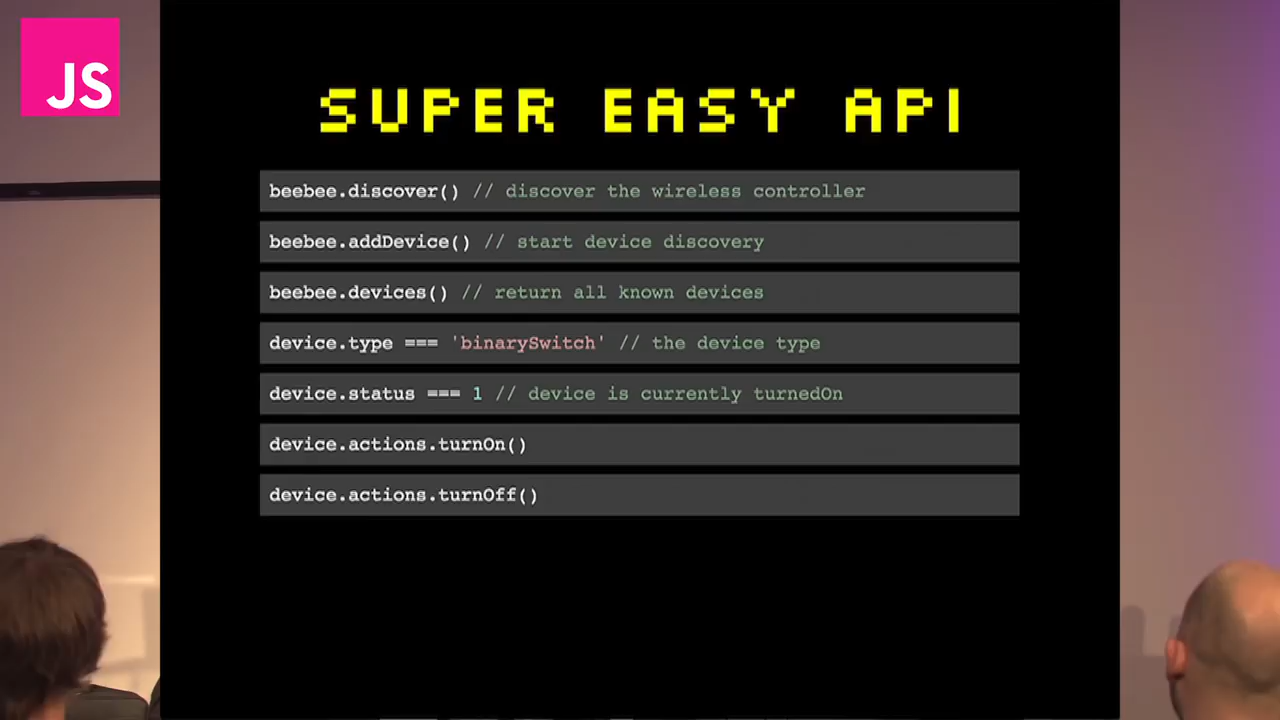 JS
SUPER EASY API
beebee.discover() // discover the wireless controller
beebee.addDevice() // start device discovery
beebee.devices() // return all known devices
device.type === 'binarySwitch' // the device type
device.status === 1 // device is currently turnedOn
device.actions.turnOn()
device.actions.turnOff()